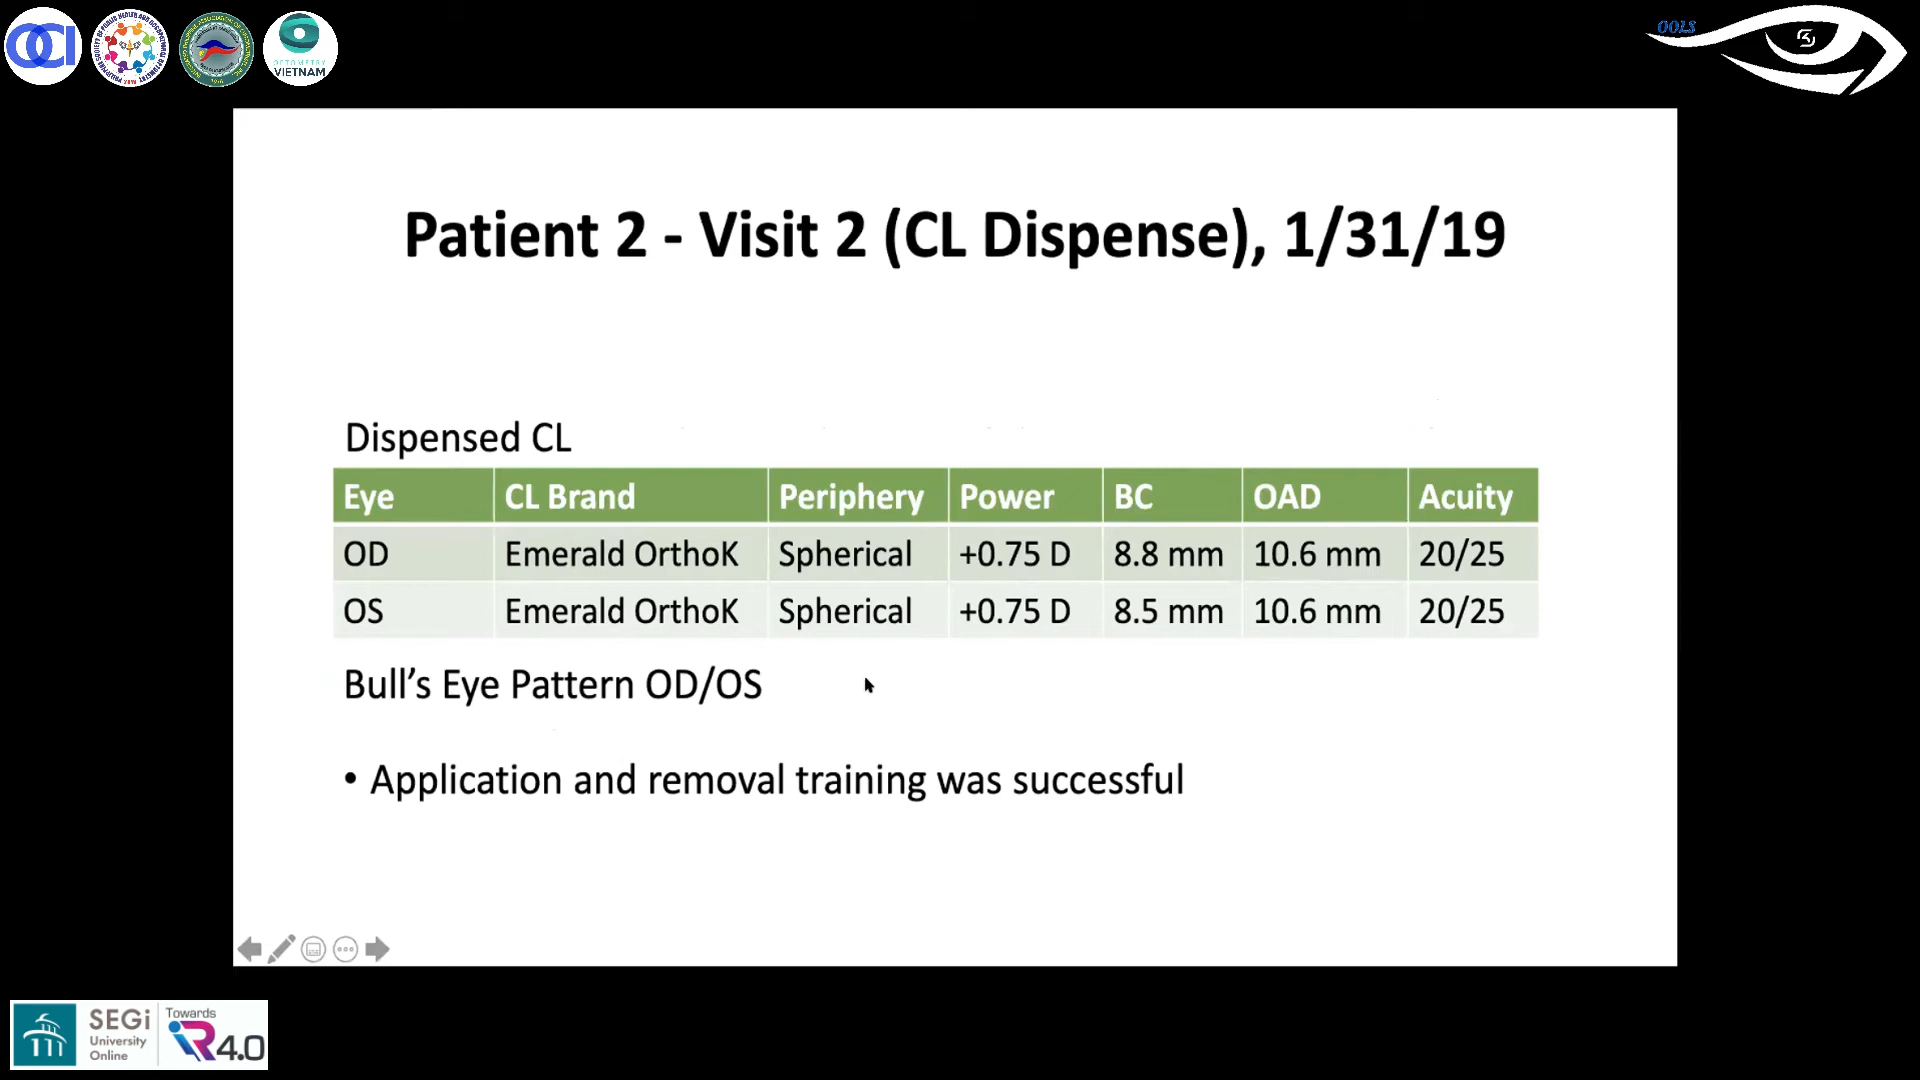 OCI
OPTOMETRY
VIETNAM
OOLS
Patient 2 - Visit 2 (CL Dispense), 1/31/19
Dispensed CL
Eye CL Brand Periphery Power BC OAD Acuity
OD Emerald OrthoK Spherical +0.75 D 8.8 mm 10.6 mm 20/25
OS Emerald OrthoK Spherical +0.75 D 8.5 mm 10.6 mm 20/25
Bull’s Eye Pattern OD/OS
• Application and removal training was successful
SEGi
University
Online
Towards
iR4.0